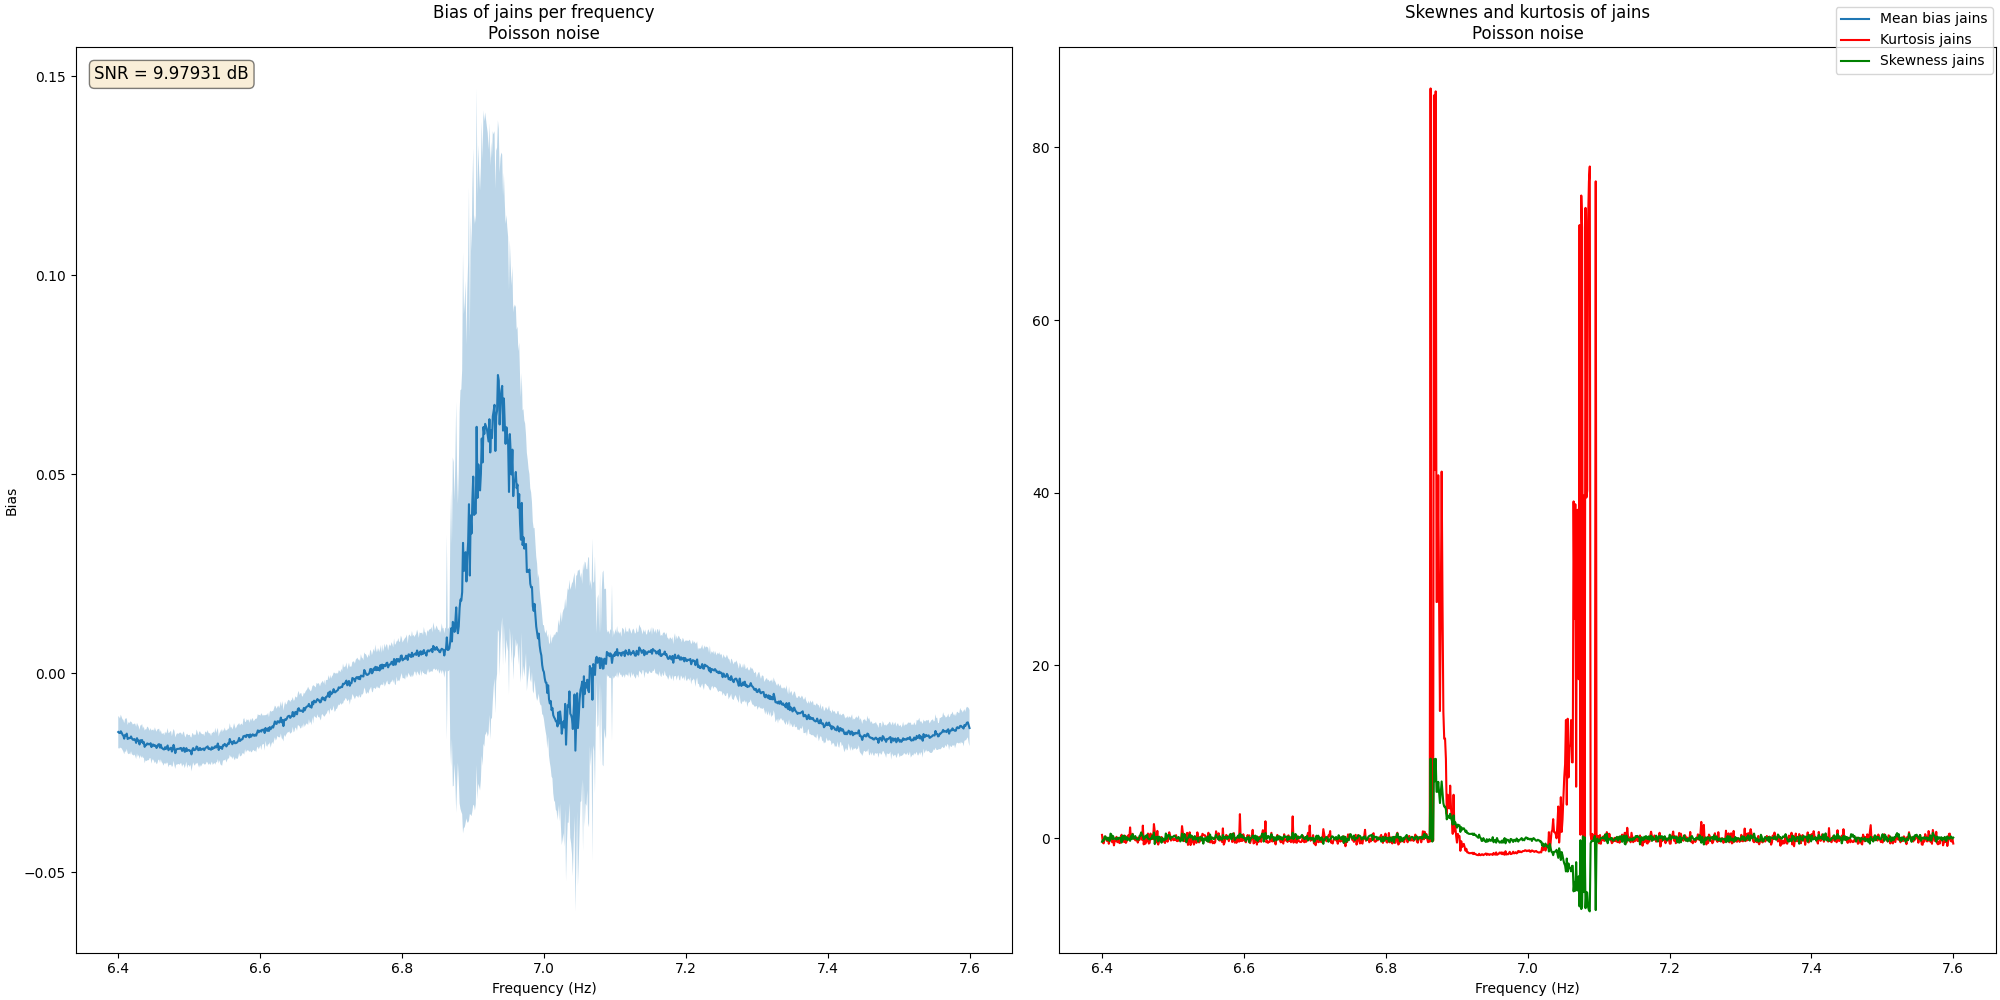 Bias of jains per frequency
Poisson noise
SNR = 9.97931 dB
0.15
0.10
0.05
0.00
−0.05
Bias
6.4 6.6 6.8 7.0 7.2 7.4 7.6
Frequency (Hz)
Skewnes and kurtosis of jains
Poisson noise
Mean bias jains
Kurtosis jains
Skewness jains
80
60
40
20
0
6.4 6.6 6.8 7.0 7.2 7.4 7.6
Frequency (Hz)